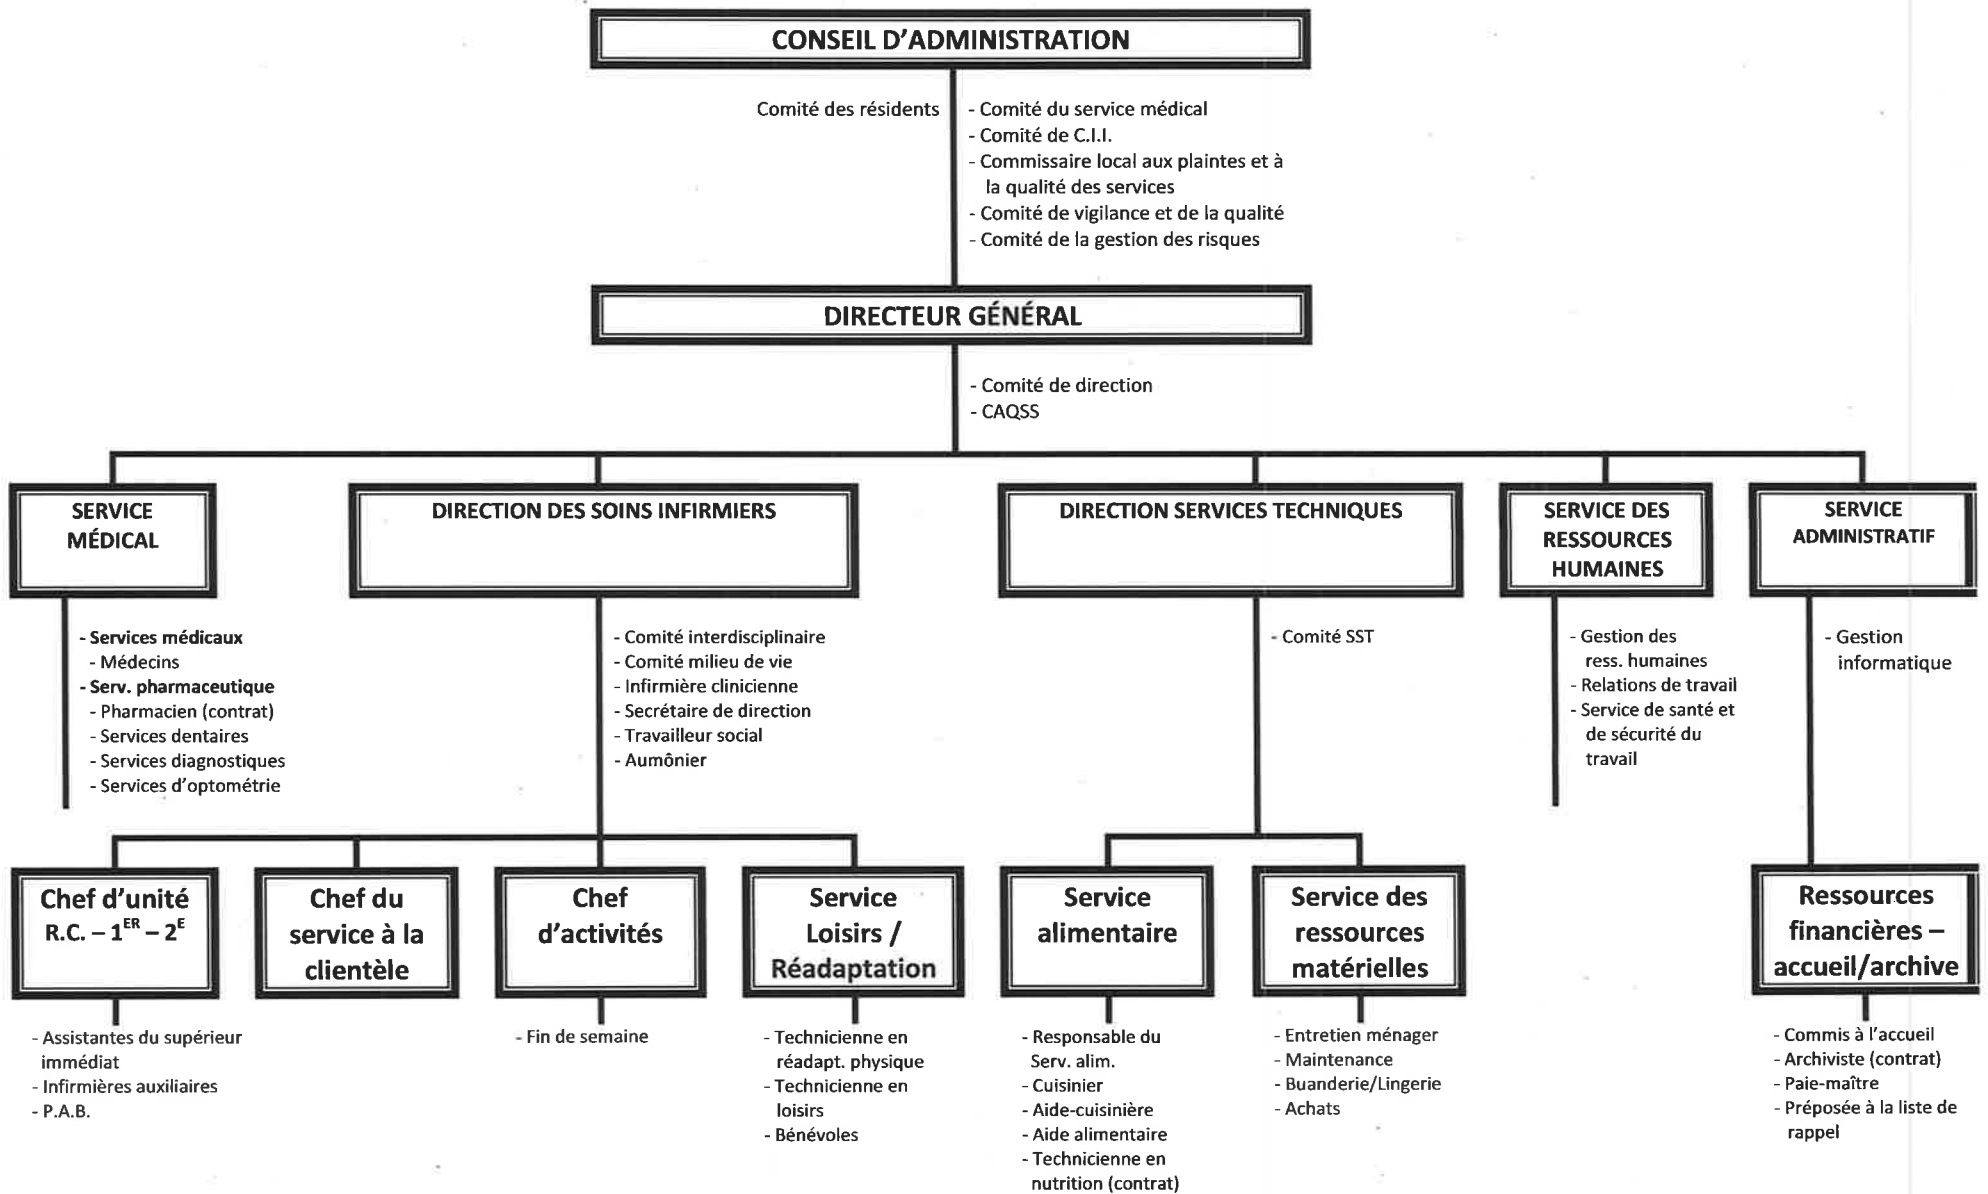 CONSEIL D'ADMINISTRATION
Comité des résidents
- Comité du service médical
- Comité de C.I.I.
- Commissaire local aux plaintes et à
la qualité des services
- Comité de vigilance et de la qualité
- Comité de la gestion des risques
DIRECTEUR GÉNÉRAL
- Comité de direction
- CAQSS
SERVICE
MÉDICAL
- Services médicaux
- Médecins
- Serv. pharmaceutique
- Pharmacien (contrat)
- Services dentaires
- Services diagnostiques
- Services d'optométrie
DIRECTION DES SOINS INFIRMIERS
- Comité interdisciplinaire
- Comité milieu de vie
- Infirmière clinicienne
- Secrétaire de direction
- Travailleur social
- Aumônier
DIRECTION SERVICES TECHNIQUES
- Comité SST
SERVICE DES
RESSOURCES
HUMAINES
- Gestion des
ress. humaines
- Relations de travail
- Service de santé et
de sécurité du
travail
SERVICE
ADMINISTRATIF
- Gestion
informatique
Chef d'unité
R.C. – 1ER – 2E
- Assistantes du supérieur
immédiat
- Infirmières auxiliaires
- P.A.B.
Chef du
service à la
clientèle
Chef
d'activités
- Fin de semaine
Service
Loisirs /
Réadaptation
- Technicienne en
réadapt. physique
- Technicienne en
loisirs
- Bénévoles
Service
alimentaire
- Responsable du
Serv. alim.
- Cuisinier
- Aide-cuisinière
- Aide alimentaire
- Technicienne en
nutrition (contrat)
Service des
ressources
matérielles
- Entretien ménager
- Maintenance
- Buanderie/Lingerie
- Achats
Ressources
financières –
accueil/archive
- Commis à l'accueil
- Archiviste (contrat)
- Paie-maître
- Préposée à la liste de
rappel